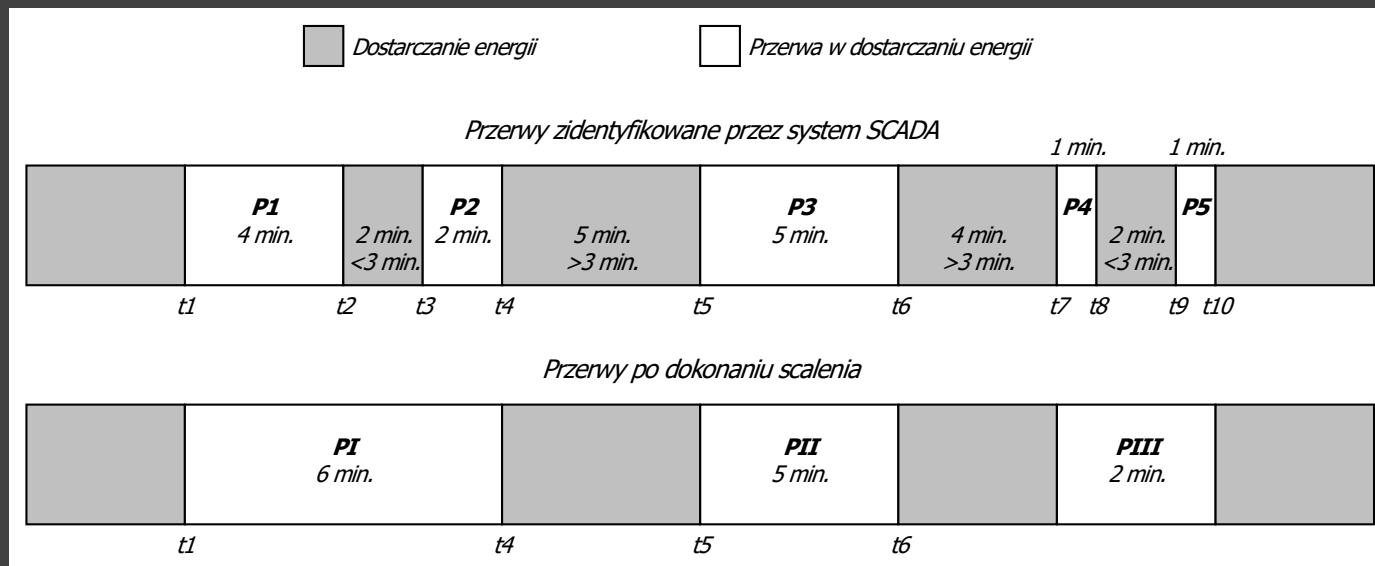 Dostarczanie energii
Przerwa w dostarczaniu energii
Przerwy zidentyfikowane przez system SCADA
1 min.
1 min.
P1
4 min.
2 min.
<3 min.
P2
2 min.
5 min.
>3 min.
P3
5 min.
4 min.
>3 min.
P4
2 min.
<3 min.
P5
t1
t2
t3
t4
t5
t6
t7
t8
t9
t10
Przerwy po dokonaniu scalenia
PI
6 min.
PII
5 min.
PIII
2 min.
t1
t4
t5
t6